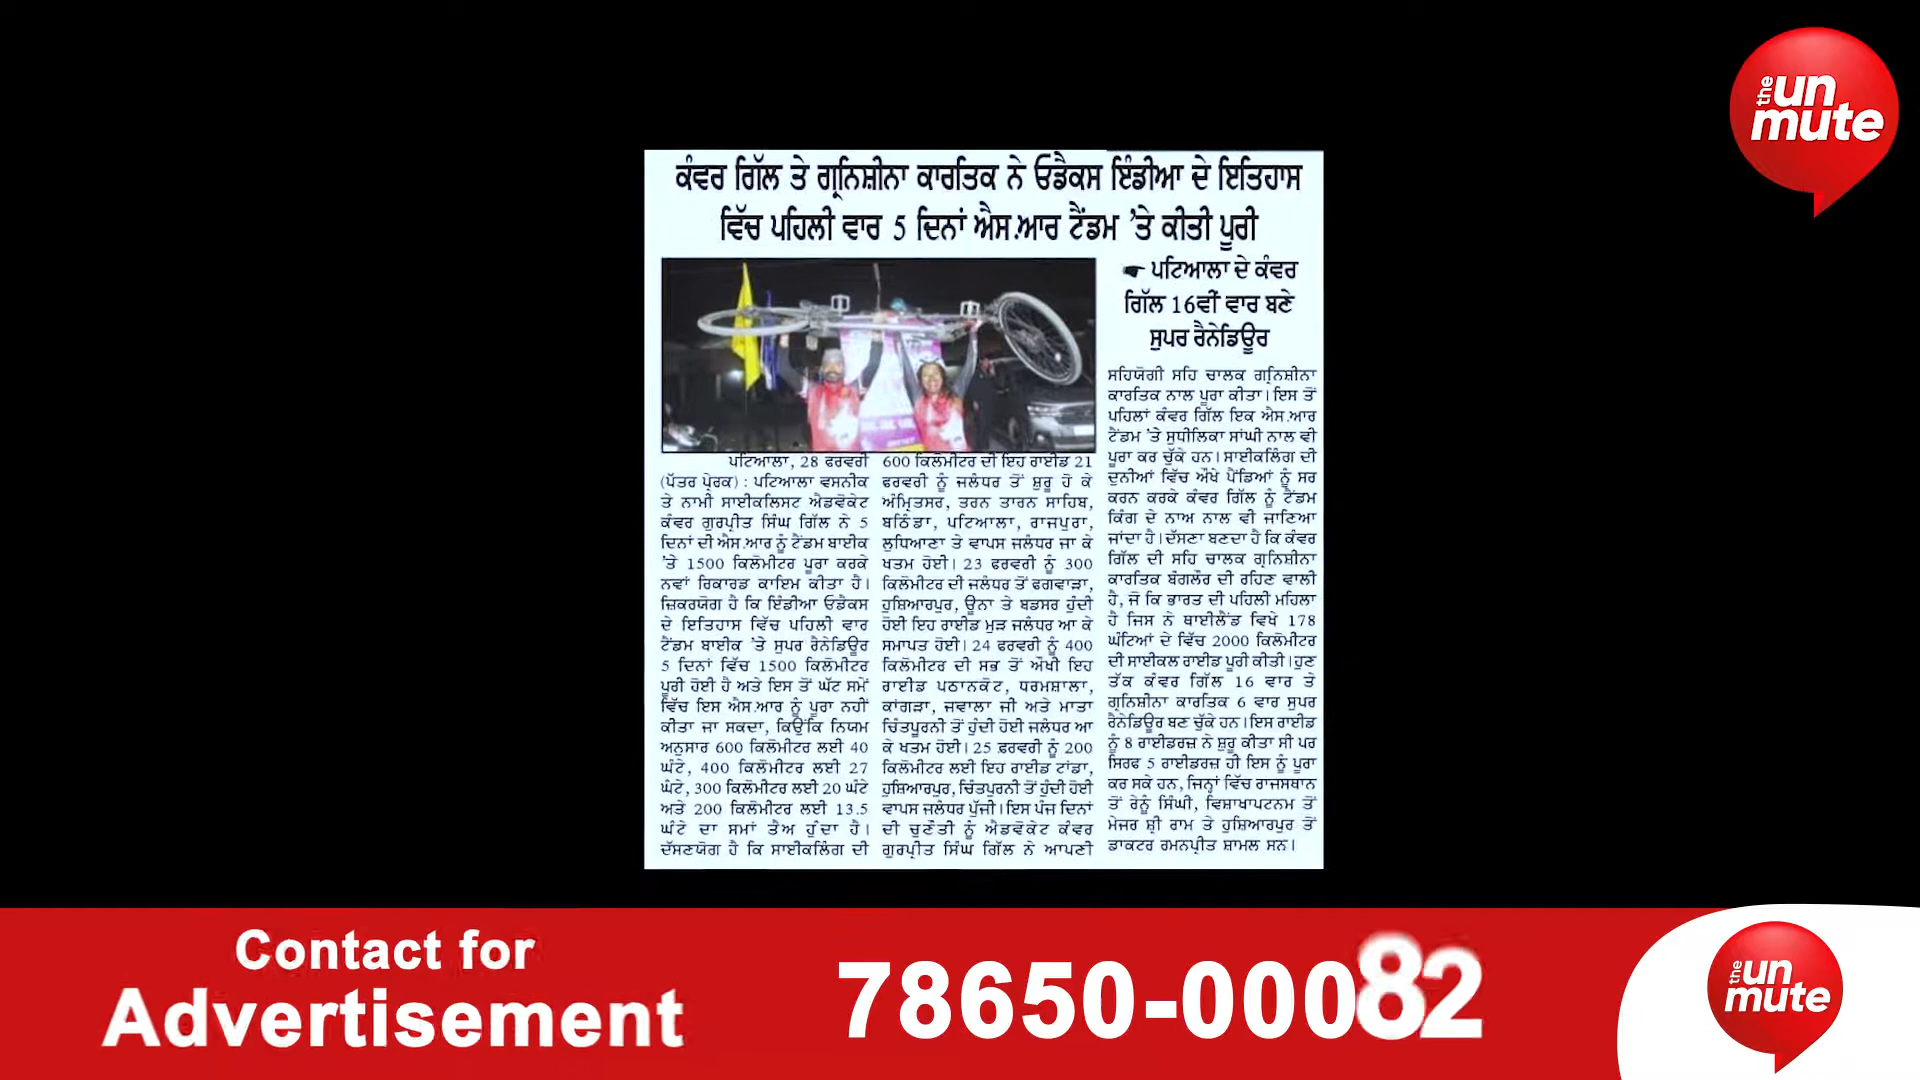 the un
mute
ਕੰਵਰ ਗਿੱਲ ਤੇ ਗ੍ਰਨਿਸ਼ੀਨਾ ਕਾਰਤਿਕ ਨੇ ਓਡੈਕਸ ਇੰਡੀਆ ਦੇ ਇਤਿਹਾਸ
ਵਿੱਚ ਪਹਿਲੀ ਵਾਰ 5 ਦਿਨਾਂ ਐਸ.ਆਰ ਟੈਂਡਮ 'ਤੇ ਕੀਤੀ ਪੂਰੀ
☛ ਪਟਿਆਲਾ ਦੇ ਕੰਵਰ
ਗਿੱਲ 16ਵੀਂ ਵਾਰ ਬਣੇ
ਸੁਪਰ ਰੈਨੇਡਿਊਰ
ਪਟਿਆਲਾ, 28 ਫਰਵਰੀ
(ਪੱਤਰ ਪ੍ਰੇਰਕ) : ਪਟਿਆਲਾ ਵਸਨੀਕ
ਤੇ ਨਾਮੀ ਸਾਈਕਲਿਸਟ ਐਡਵੋਕੇਟ
ਕੰਵਰ ਗੁਰਪ੍ਰੀਤ ਸਿੰਘ ਗਿੱਲ ਨੇ 5
ਦਿਨਾਂ ਦੀ ਐਸ.ਆਰ ਨੂੰ ਟੈਂਡਮ ਬਾਈਕ
'ਤੇ 1500 ਕਿਲੋਮੀਟਰ ਪੂਰਾ ਕਰਕੇ
ਨਵਾਂ ਰਿਕਾਰਡ ਕਾਇਮ ਕੀਤਾ ਹੈ।
ਜ਼ਿਕਰਯੋਗ ਹੈ ਕਿ ਇੰਡੀਆ ਓਡੈਕਸ
ਦੇ ਇਤਿਹਾਸ ਵਿੱਚ ਪਹਿਲੀ ਵਾਰ
ਟੈਂਡਮ ਬਾਈਕ 'ਤੇ ਸੁਪਰ ਰੈਨੇਡਿਊਰ
5 ਦਿਨਾਂ ਵਿੱਚ 1500 ਕਿਲੋਮੀਟਰ
ਪੂਰੀ ਹੋਈ ਹੈ ਅਤੇ ਇਸ ਤੋਂ ਘੱਟ ਸਮੇਂ
ਵਿੱਚ ਇਸ ਐਸ.ਆਰ ਨੂੰ ਪੂਰਾ ਨਹੀਂ
ਕੀਤਾ ਜਾ ਸਕਦਾ, ਕਿਉਂਕਿ ਨਿਯਮ
ਅਨੁਸਾਰ 600 ਕਿਲੋਮੀਟਰ ਲਈ 40
ਘੰਟੇ, 400 ਕਿਲੋਮੀਟਰ ਲਈ 27
ਘੰਟੇ, 300 ਕਿਲੋਮੀਟਰ ਲਈ 20 ਘੰਟੇ
ਅਤੇ 200 ਕਿਲੋਮੀਟਰ ਲਈ 13.5
ਘੰਟੇ ਦਾ ਸਮਾਂ ਤੈਅ ਹੁੰਦਾ ਹੈ।
ਦੱਸਣਯੋਗ ਹੈ ਕਿ ਸਾਈਕਲਿੰਗ ਦੀ
600 ਕਿਲੋਮੀਟਰ ਦੀ ਇਹ ਰਾਈਡ 21
ਫਰਵਰੀ ਨੂੰ ਜਲੰਧਰ ਤੋਂ ਸ਼ੁਰੂ ਹੋ ਕੇ
ਅੰਮ੍ਰਿਤਸਰ, ਤਰਨ ਤਾਰਨ ਸਾਹਿਬ,
ਬਠਿੰਡਾ, ਪਟਿਆਲਾ, ਰਾਜਪੁਰਾ,
ਲੁਧਿਆਣਾ ਤੇ ਵਾਪਸ ਜਲੰਧਰ ਜਾ ਕੇ
ਖਤਮ ਹੋਈ। 23 ਫਰਵਰੀ ਨੂੰ 300
ਕਿਲੋਮੀਟਰ ਦੀ ਜਲੰਧਰ ਤੋਂ ਫਗਵਾੜਾ,
ਹੁਸ਼ਿਆਰਪੁਰ, ਊਨਾ ਤੇ ਬਡਸਰ ਹੁੰਦੀ
ਹੋਈ ਇਹ ਰਾਈਡ ਮੁੜ ਜਲੰਧਰ ਆ ਕੇ
ਸਮਾਪਤ ਹੋਈ। 24 ਫਰਵਰੀ ਨੂੰ 400
ਕਿਲੋਮੀਟਰ ਦੀ ਸਭ ਤੋਂ ਔਖੀ ਇਹ
ਰਾਈਡ ਪਠਾਨਕੋਟ, ਧਰਮਸ਼ਾਲਾ,
ਕਾਂਗੜਾ, ਜਵਾਲਾ ਜੀ ਅਤੇ ਮਾਤਾ
ਚਿੰਤਪੂਰਨੀ ਤੋਂ ਹੁੰਦੀ ਹੋਈ ਜਲੰਧਰ ਆ
ਕੇ ਖਤਮ ਹੋਈ। 25 ਫ਼ਰਵਰੀ ਨੂੰ 200
ਕਿਲੋਮੀਟਰ ਲਈ ਇਹ ਰਾਈਡ ਟਾਂਡਾ,
ਹੁਸ਼ਿਆਰਪੁਰ, ਚਿੰਤਪੁਰਨੀ ਤੋਂ ਹੁੰਦੀ ਹੋਈ
ਵਾਪਸ ਜਲੰਧਰ ਪੁੱਜੀ। ਇਸ ਪੰਜ ਦਿਨਾਂ
ਦੀ ਚੁਣੌਤੀ ਨੂੰ ਐਡਵੋਕੇਟ ਕੰਵਰ
ਗੁਰਪ੍ਰੀਤ ਸਿੰਘ ਗਿੱਲ ਨੇ ਆਪਣੀ
ਸਹਿਯੋਗੀ ਸਹਿ ਚਾਲਕ ਗ੍ਰਨਿਸ਼ੀਨਾ
ਕਾਰਤਿਕ ਨਾਲ ਪੂਰਾ ਕੀਤਾ। ਇਸ ਤੋਂ
ਪਹਿਲਾਂ ਕੰਵਰ ਗਿੱਲ ਇਕ ਐਸ.ਆਰ
ਟੈਂਡਮ 'ਤੇ ਸੁਧੀਲਿਕਾ ਸਾਂਘੀ ਨਾਲ ਵੀ
ਪੂਰਾ ਕਰ ਚੁੱਕੇ ਹਨ। ਸਾਈਕਲਿੰਗ ਦੀ
ਦੁਨੀਆਂ ਵਿੱਚ ਔਖੇ ਪੈਂਡਿਆਂ ਨੂੰ ਸਰ
ਕਰਨ ਕਰਕੇ ਕੰਵਰ ਗਿੱਲ ਨੂੰ ਟੈਂਡਮ
ਕਿੰਗ ਦੇ ਨਾਅ ਨਾਲ ਵੀ ਜਾਣਿਆ
ਜਾਂਦਾ ਹੈ। ਦੱਸਣਾ ਬਣਦਾ ਹੈ ਕਿ ਕੰਵਰ
ਗਿੱਲ ਦੀ ਸਹਿ ਚਾਲਕ ਗ੍ਰਨਿਸ਼ੀਨਾ
ਕਾਰਤਿਕ ਬੰਗਲੌਰ ਦੀ ਰਹਿਣ ਵਾਲੀ
ਹੈ, ਜੋ ਕਿ ਭਾਰਤ ਦੀ ਪਹਿਲੀ ਮਹਿਲਾ
ਹੈ ਜਿਸ ਨੇ ਥਾਈਲੈਂਡ ਵਿਖੇ 178
ਘੰਟਿਆਂ ਦੇ ਵਿੱਚ 2000 ਕਿਲੋਮੀਟਰ
ਦੀ ਸਾਈਕਲ ਰਾਈਡ ਪੂਰੀ ਕੀਤੀ। ਹੁਣ
ਤੱਕ ਕੰਵਰ ਗਿੱਲ 16 ਵਾਰ ਤੇ
ਗ੍ਰਨਿਸ਼ੀਨਾ ਕਾਰਤਿਕ 6 ਵਾਰ ਸੁਪਰ
ਰੈਨੇਡਿਊਰ ਬਣ ਚੁੱਕੇ ਹਨ। ਇਸ ਰਾਈਡ
ਨੂੰ 8 ਰਾਈਡਰਜ਼ ਨੇ ਸ਼ੁਰੂ ਕੀਤਾ ਸੀ ਪਰ
ਸਿਰਫ 5 ਰਾਈਡਰਜ਼ ਹੀ ਇਸ ਨੂੰ ਪੂਰਾ
ਕਰ ਸਕੇ ਹਨ, ਜਿਨ੍ਹਾਂ ਵਿੱਚ ਰਾਜਸਥਾਨ
ਤੋਂ ਰੇਨੂੰ ਸਿੰਘੀ, ਵਿਸ਼ਾਖਾਪਟਨਮ ਤੋਂ
ਮੇਜਰ ਸ਼੍ਰੀ ਰਾਮ ਤੇ ਹੁਸ਼ਿਆਰਪੁਰ ਤੋਂ
ਡਾਕਟਰ ਰਮਨਪ੍ਰੀਤ ਸ਼ਾਮਲ ਸਨ।
Contact for
Advertisement
78650-00082
the un
mute